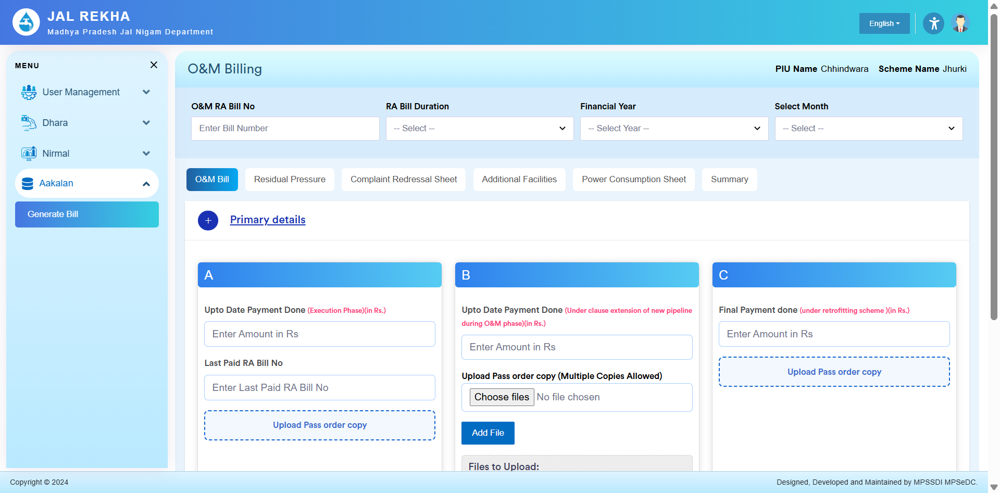 JAL REKHA
Madhya Pradesh Jal Nigam Department
English
MENU
User Management
Dhara
Nirmal
Aakalan
Generate Bill
O&M Billing
PIU Name Chhindwara Scheme Name Jhurki
O&M RA Bill No
RA Bill Duration
Financial Year
Select Month
Enter Bill Number
-- Select --
-- Select Year --
-- Select --
O&M Bill
Residual Pressure
Complaint Redressal Sheet
Additional Facilities
Power Consumption Sheet
Summary
+
Primary details
A
Upto Date Payment Done (Execution Phase)(in Rs.)
Enter Amount in Rs
Last Paid RA Bill No
Enter Last Paid RA Bill No
Upload Pass order copy
B
Upto Date Payment Done (Under clause extension of new pipeline
during O&M phase)(in Rs.)
Enter Amount in Rs
Upload Pass order copy (Multiple Copies Allowed)
Choose files No file chosen
Add File
Files to Upload:
C
Final Payment done (under retrofitting scheme )(in Rs.)
Enter Amount in Rs
Upload Pass order copy
Copyright © 2024
Designed, Developed and Maintained by MPSSDI MPSeDC.